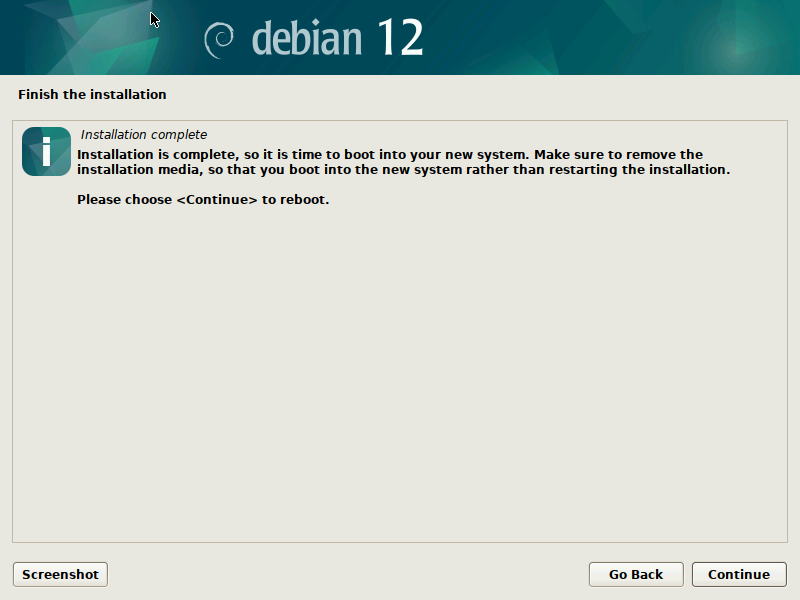 debian 12
Finish the installation
Installation complete
Installation is complete, so it is time to boot into your new system. Make sure to remove the
installation media, so that you boot into the new system rather than restarting the installation.
Please choose <Continue> to reboot.
Screenshot
Go Back
Continue